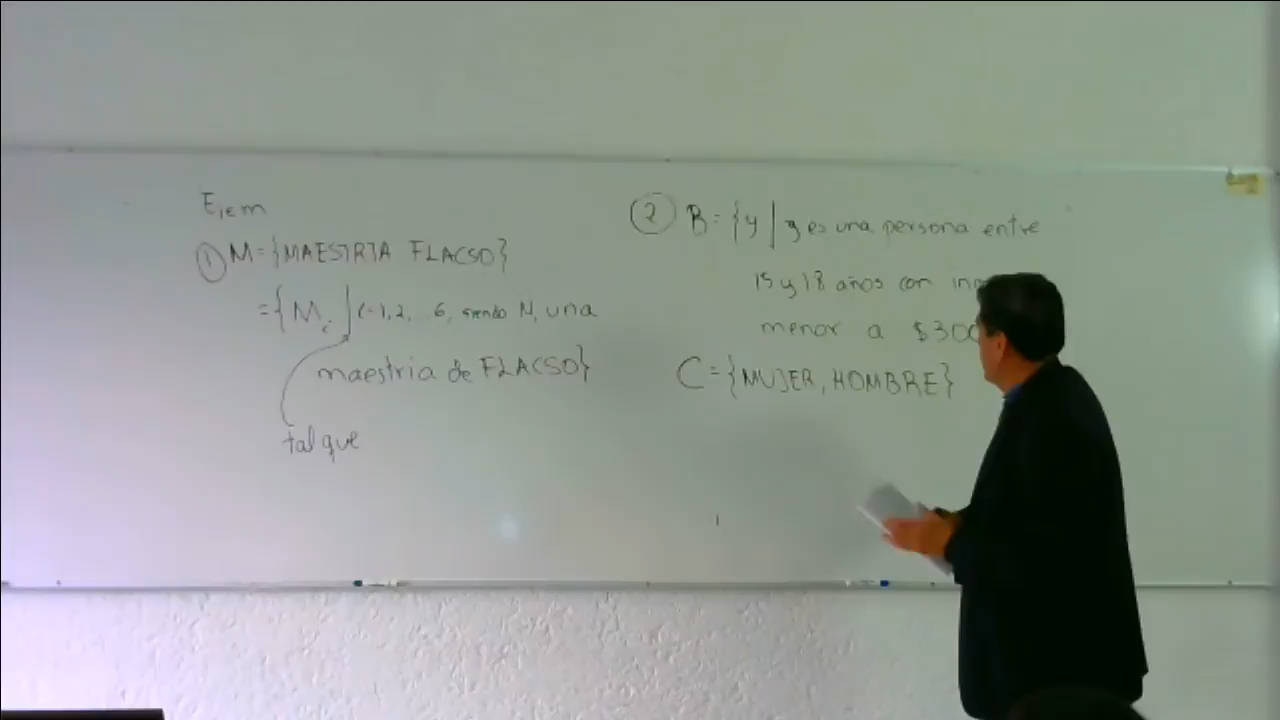 Ejem
① M={MAESTRIA FLACSO}
={Mi | i=1,2, 6, siendo Mi una
maestria de FLACSO}
tal que
② B={y | y es una persona entre
15 y 18 años con
menor a $300
C={MUJER, HOMBRE}